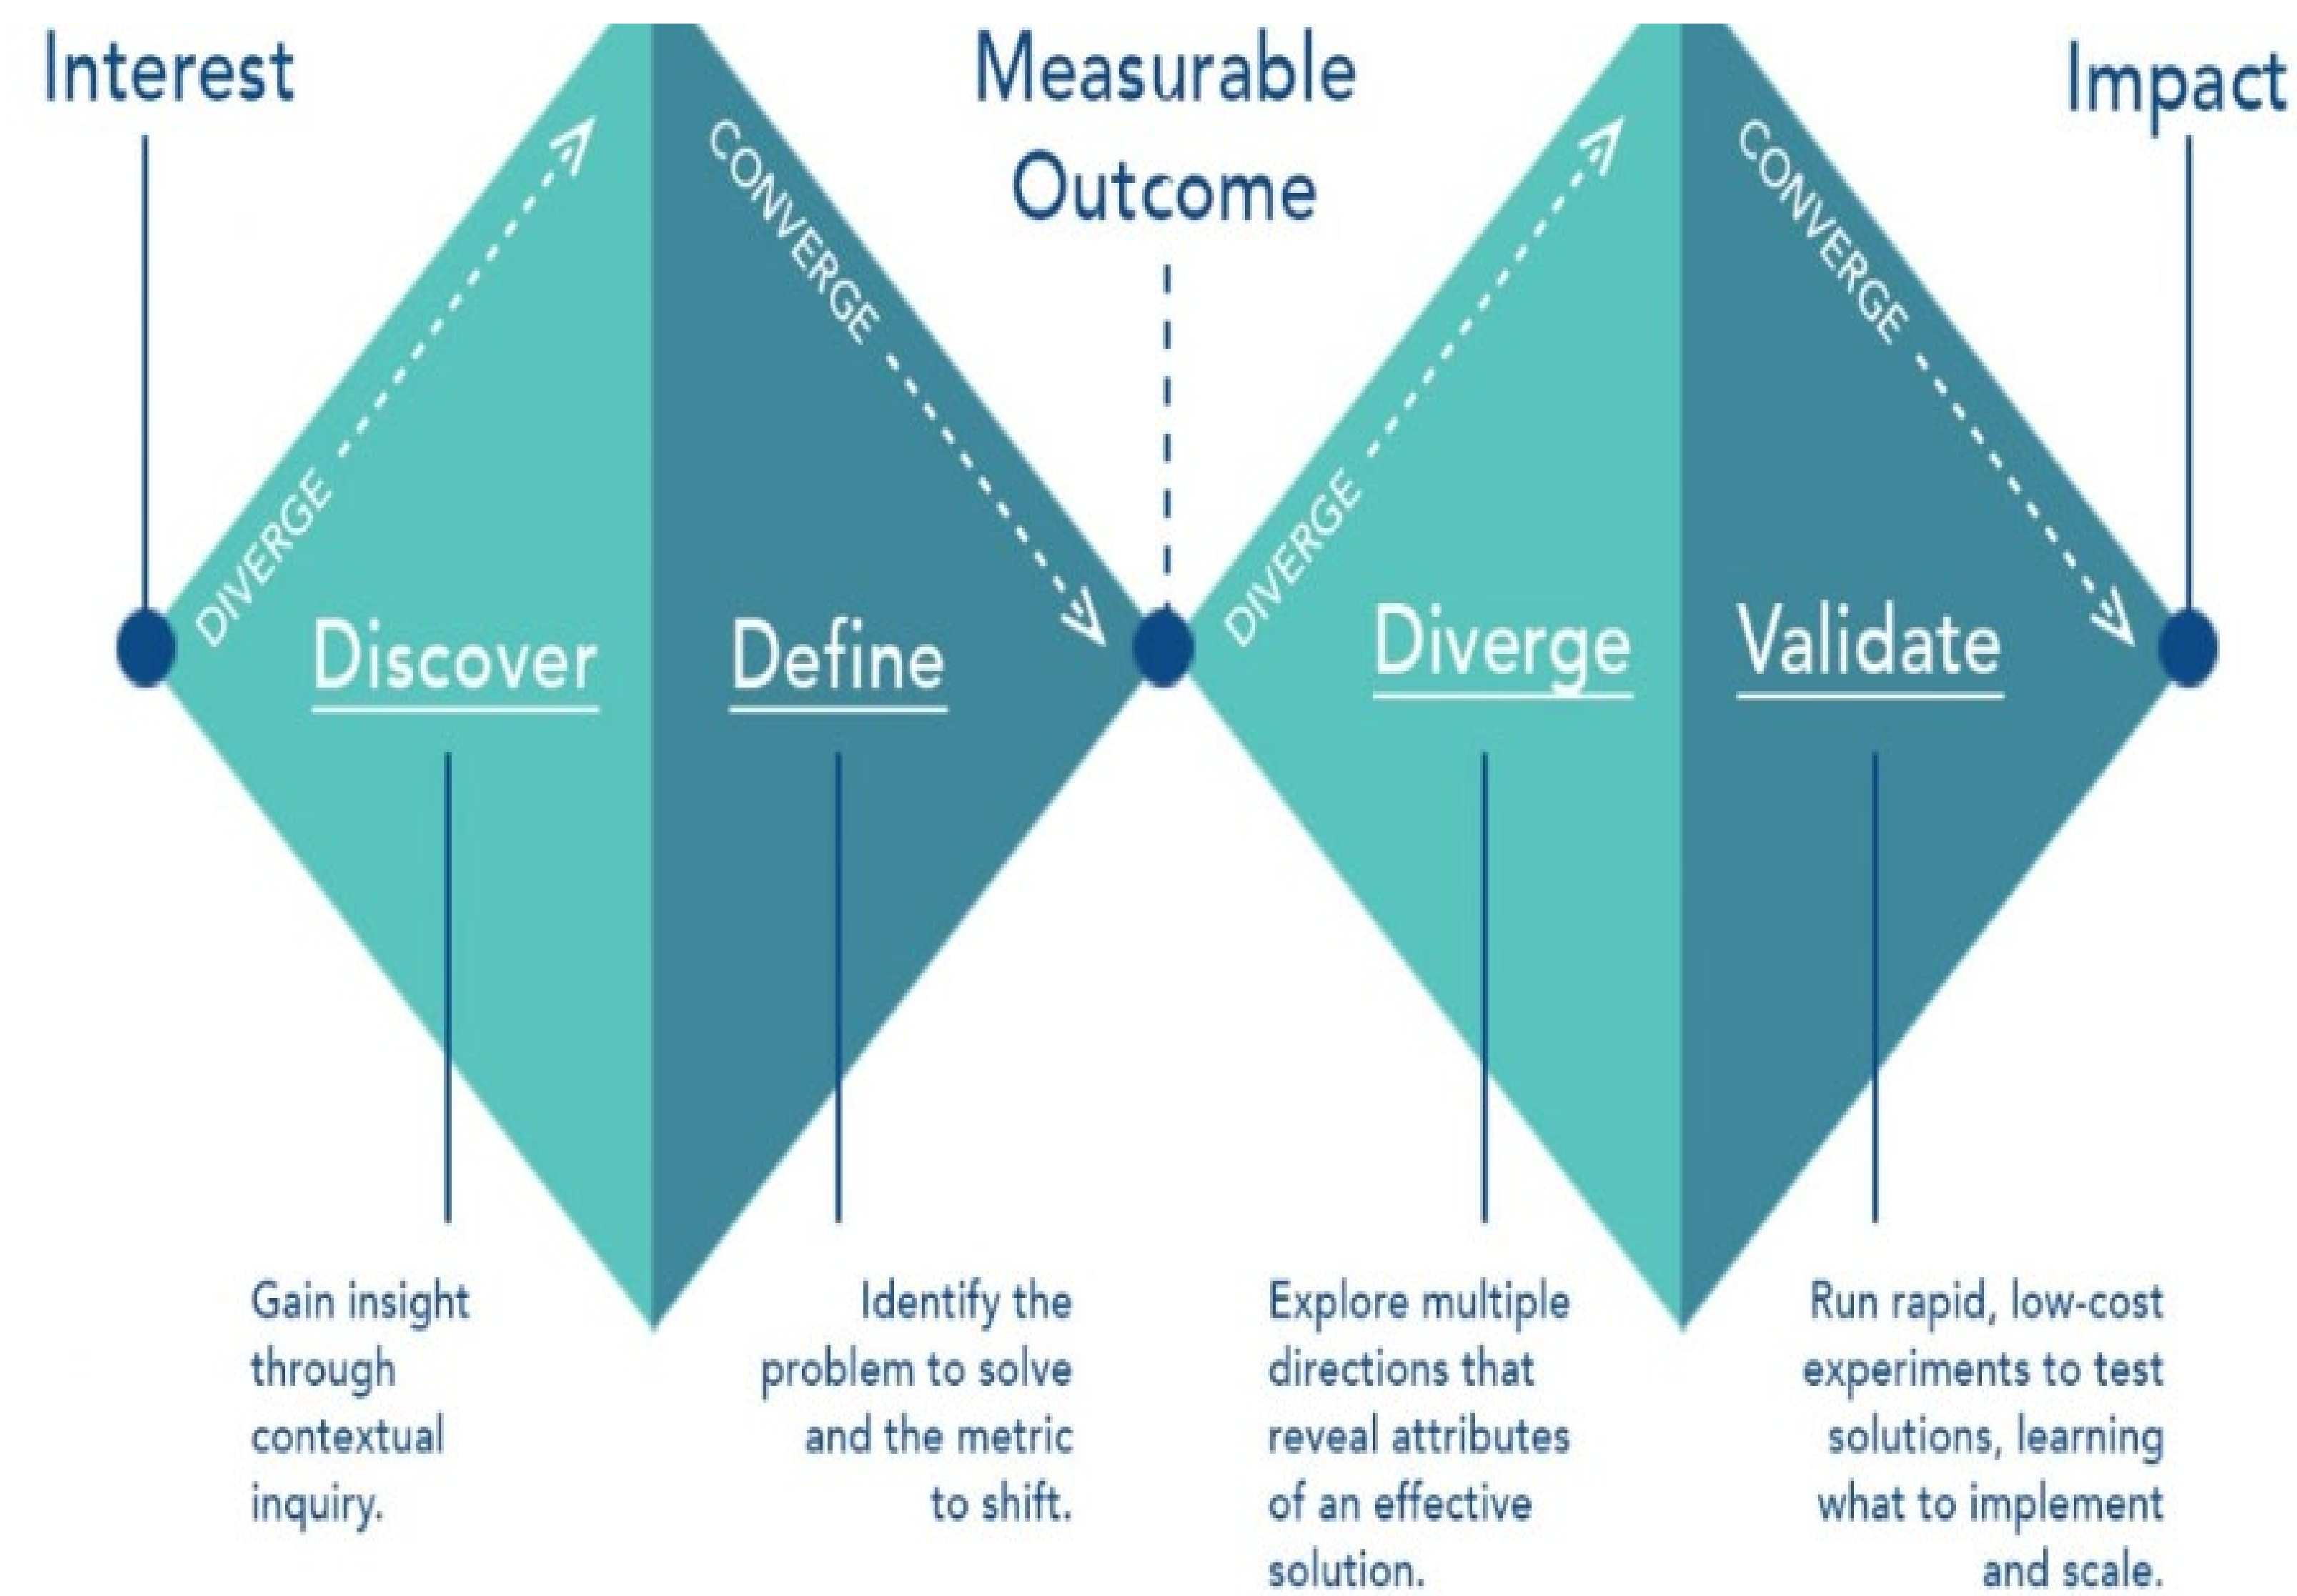 Interest
Measurable
Outcome
Impact
DIVERGE
CONVERGE
DIVERGE
CONVERGE
Discover
Define
Diverge
Validate
Gain insight
through
contextual
inquiry.
Identify the
problem to solve
and the metric
to shift.
Explore multiple
directions that
reveal attributes
of an effective
solution.
Run rapid, low-cost
experiments to test
solutions, learning
what to implement
and scale.